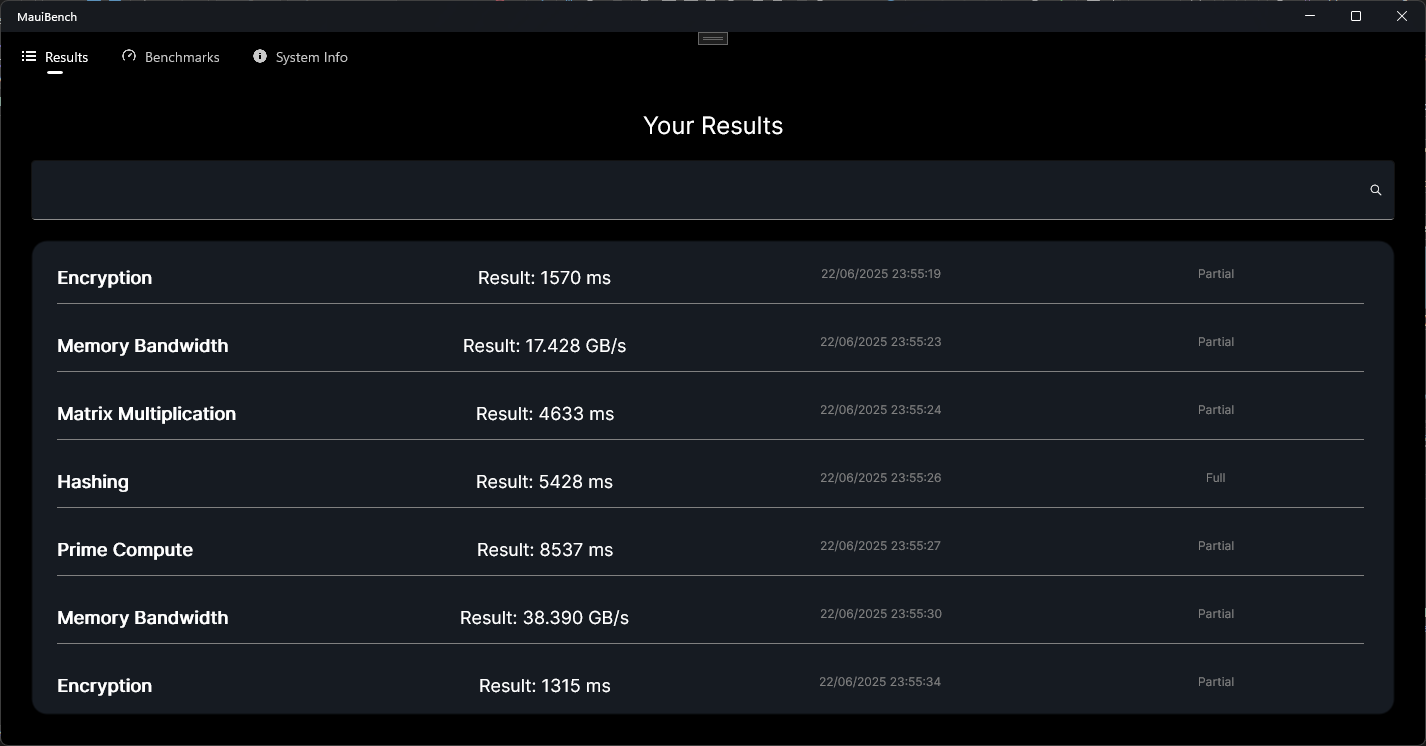 MauiBench
Results Benchmarks System Info
Your Results
Encryption Result: 1570 ms 22/06/2025 23:55:19 Partial
Memory Bandwidth Result: 17.428 GB/s 22/06/2025 23:55:23 Partial
Matrix Multiplication Result: 4633 ms 22/06/2025 23:55:24 Partial
Hashing Result: 5428 ms 22/06/2025 23:55:26 Full
Prime Compute Result: 8537 ms 22/06/2025 23:55:27 Partial
Memory Bandwidth Result: 38.390 GB/s 22/06/2025 23:55:30 Partial
Encryption Result: 1315 ms 22/06/2025 23:55:34 Partial